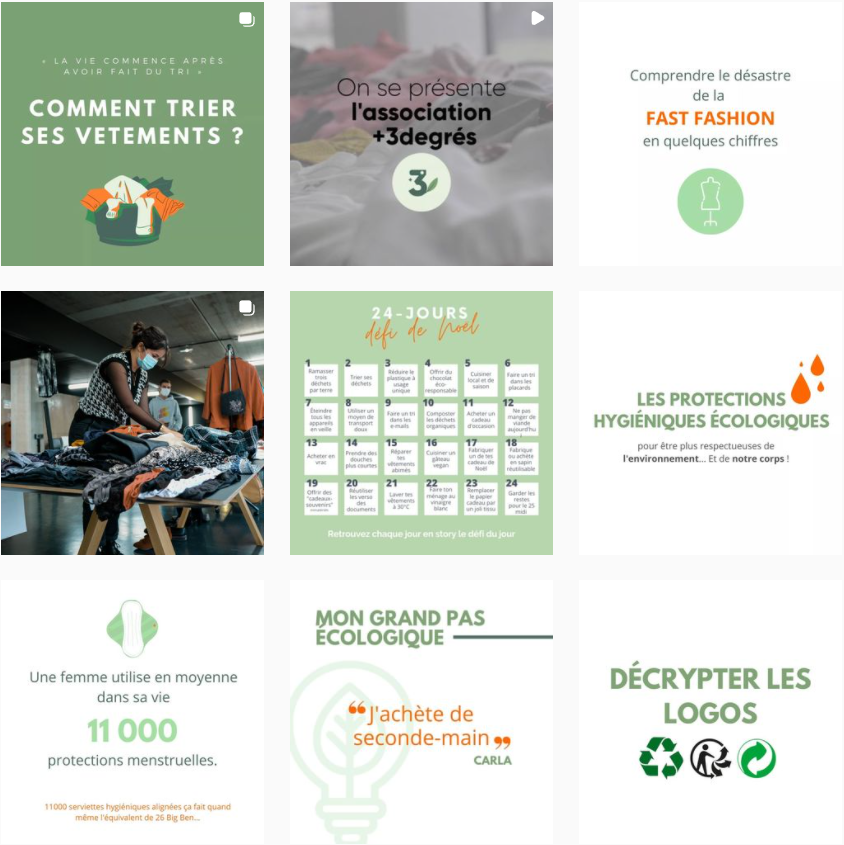 « LA VIE COMMENCE APRÈS
AVOIR FAIT DU TRI »
COMMENT TRIER
SES VETEMENTS ?
On se présente
l'association
+3degrés
3
Comprendre le désastre
de la
FAST FASHION
en quelques chiffres
24-JOURS
défi de Noël
1
Ramasser
trois
déchets
par terre
2
Trier ses
déchets
3
Réduire le
plastique à
usage
unique
4
Offrir du
chocolat
éco-
responsable
5
Cuisiner
local et de
saison
6
Faire un tri
dans les
placards
7
Éteindre
tous les
appareils
en veille
8
Utiliser un
moyen de
transport
doux
9
Faire un tri
dans les
e-mails
10
Composter
les déchets
organiques
11
Acheter un
cadeau
d'occasion
12
Ne pas
manger de
viande
aujourd'hu
13
Acheter en
vrac
14
Prendre des
douches
plus courtes
15
Réparer
tes
vêtements
abimés
16
Cuisiner un
gâteau
vegan
17
Fabriquer
un de tes
cadeau de
Noël
18
Fabrique
ou achète
en sapin
réutilisable
19
Offrir des
"cadeaux-
souvenirs"
20
Réutiliser
les verso
des
documents
21
Laver tes
vêtements
à 30°C
22
Faire ton
ménage au
vinaigre
blanc
23
Remplacer
le papier
cadeau par
un joli tissu
24
Garder les
restes
pour le 25
midi
Retrouvez chaque jour en story le défi du jour
LES PROTECTIONS
HYGIÉNIQUES ÉCOLOGIQUES
pour être plus respectueuses de
l'environnement... Et de notre corps !
Une femme utilise en moyenne
dans sa vie
11 000
protections menstruelles.
11000 serviettes hygiéniques alignées ça fait quand
même l'équivalent de 26 Big Ben...
MON GRAND PAS
ÉCOLOGIQUE
“J'achète de
seconde-main”
CARLA
DÉCRYPTER LES
LOGOS